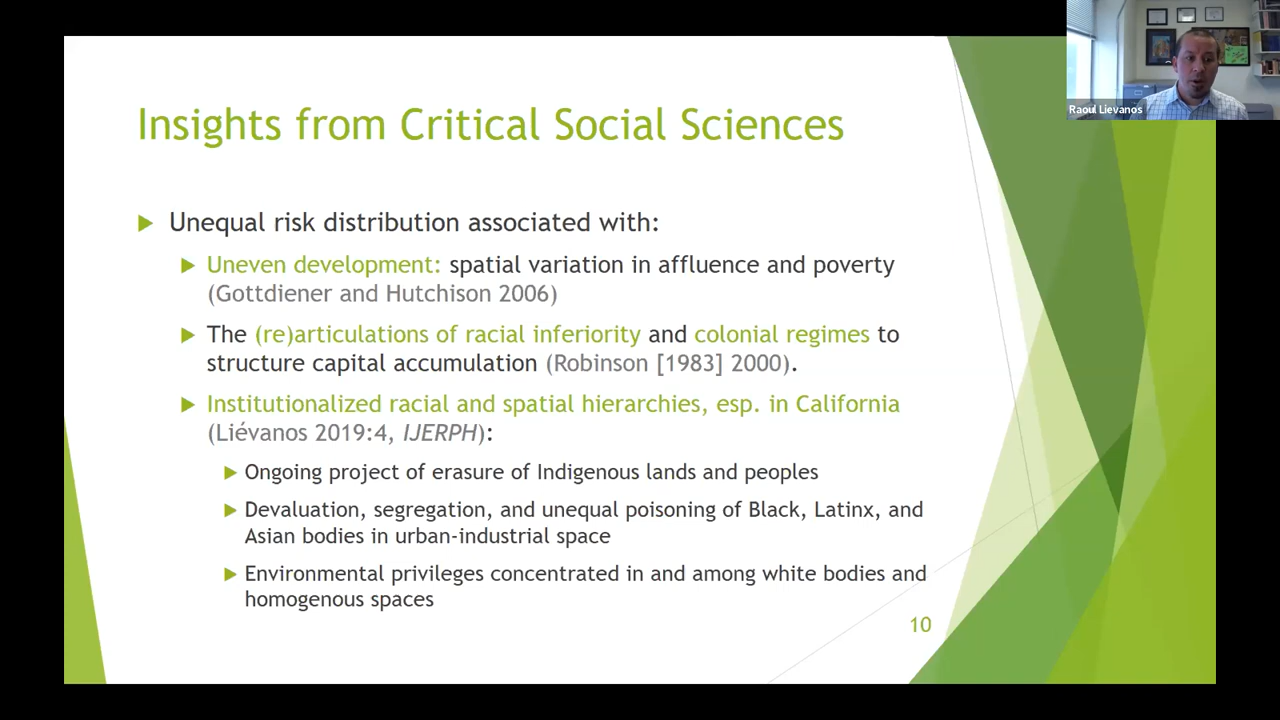 Raoul Lievanos
Insights from Critical Social Sciences
Unequal risk distribution associated with:
Uneven development: spatial variation in affluence and poverty
(Gottdiener and Hutchison 2006)
The (re)articulations of racial inferiority and colonial regimes to
structure capital accumulation (Robinson [1983] 2000).
Institutionalized racial and spatial hierarchies, esp. in California
(Liévanos 2019:4, IJERPH):
Ongoing project of erasure of Indigenous lands and peoples
Devaluation, segregation, and unequal poisoning of Black, Latinx, and
Asian bodies in urban-industrial space
Environmental privileges concentrated in and among white bodies and
homogenous spaces
10